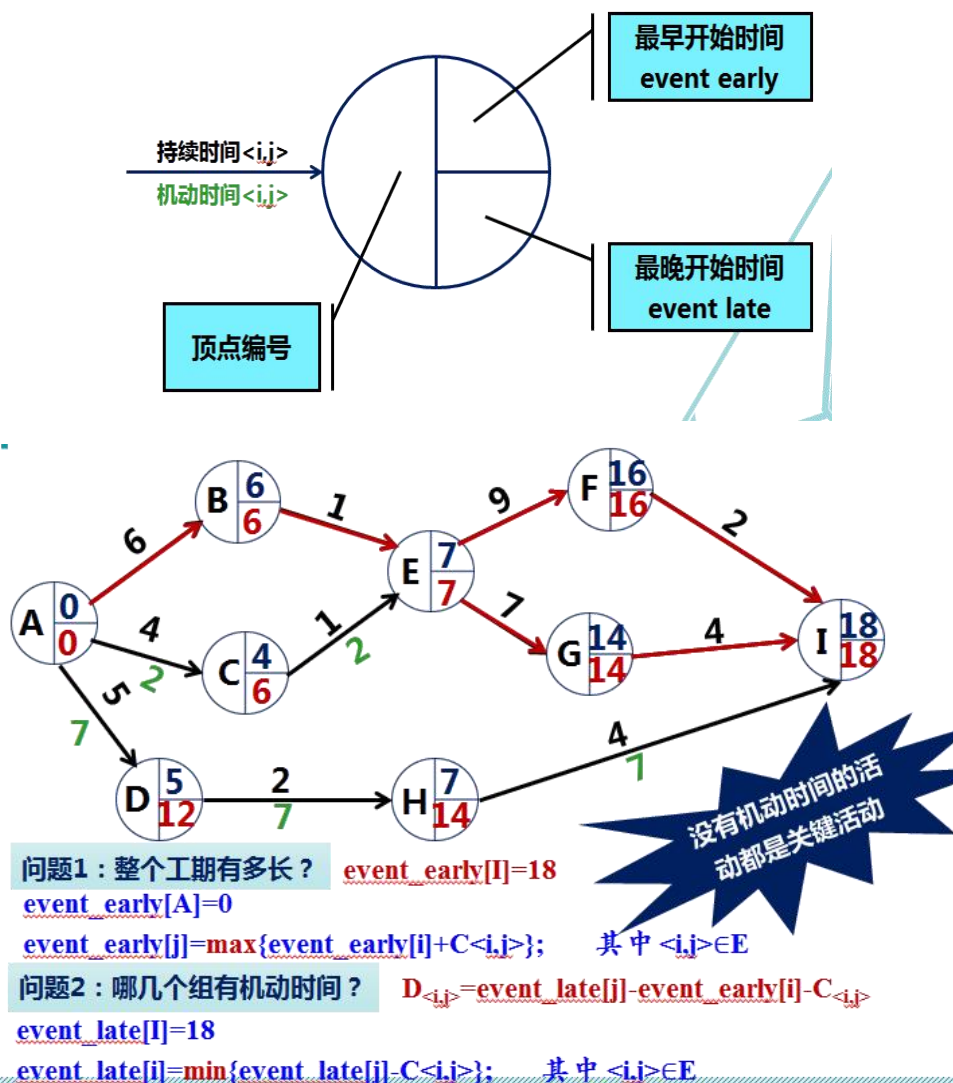 最早开始时间
event early
持续时间<i,j>
机动时间<i,j>
最晚开始时间
event late
顶点编号
B 6 6
F 16 16
6
1
9
2
E 7 7
A 0 0
4
2
1
2
7
C 4 6
G 14 14
4
I 18 18
5
7
D 5 12
2
7
H 7 14
4
7
没有机动时间的活
动都是关键活动
问题1：整个工期有多长？ event_early[I]=18
event_early[A]=0
event_early[j]=max{event_early[i]+C<i,j>}; 其中 <i,j>∈E
问题2：哪几个组有机动时间？ D<i,j>=event_late[j]-event_early[i]-C<i,j>
event_late[I]=18
event_late[i]=min{event_late[j]-C<i,j>}; 其中 <i,j>∈E